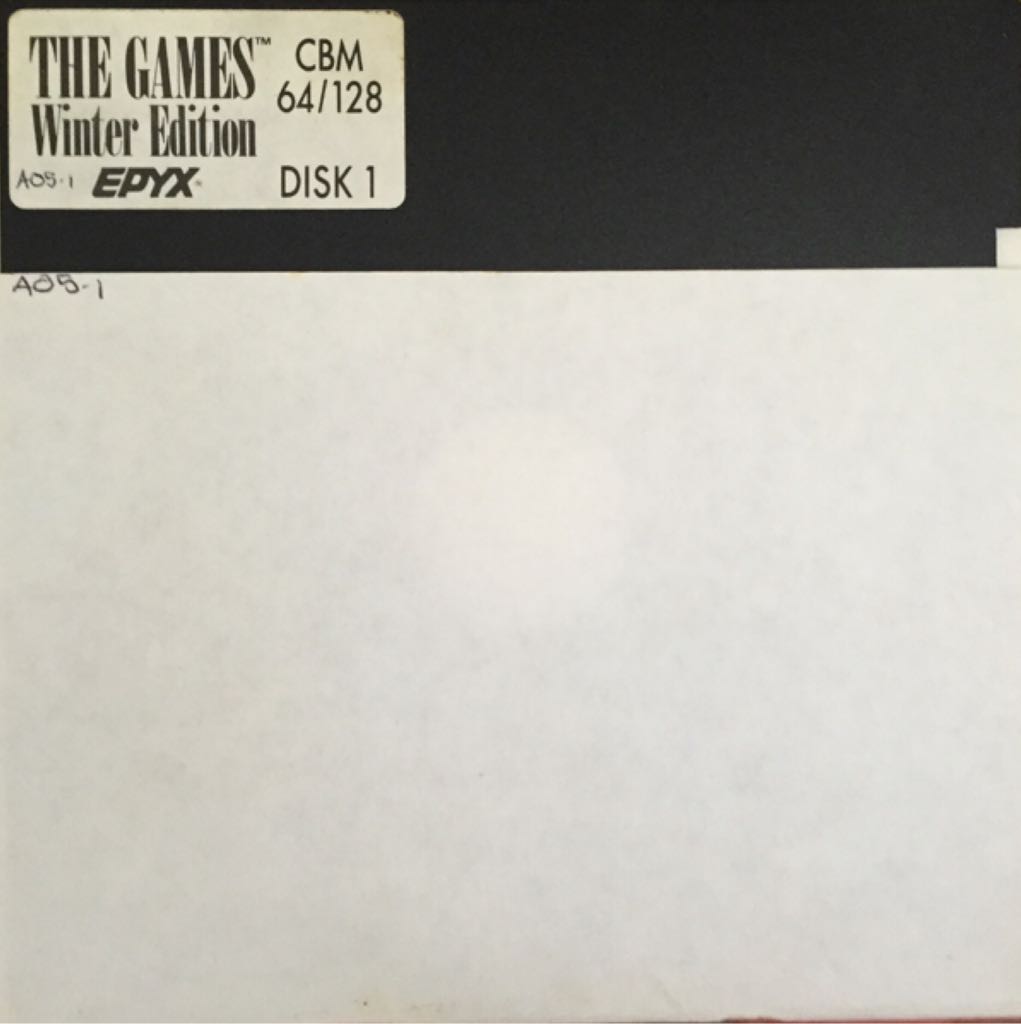 THE GAMES™
Winter Edition
CBM
64/128
A05-1 EPYX
DISK 1
A05-1